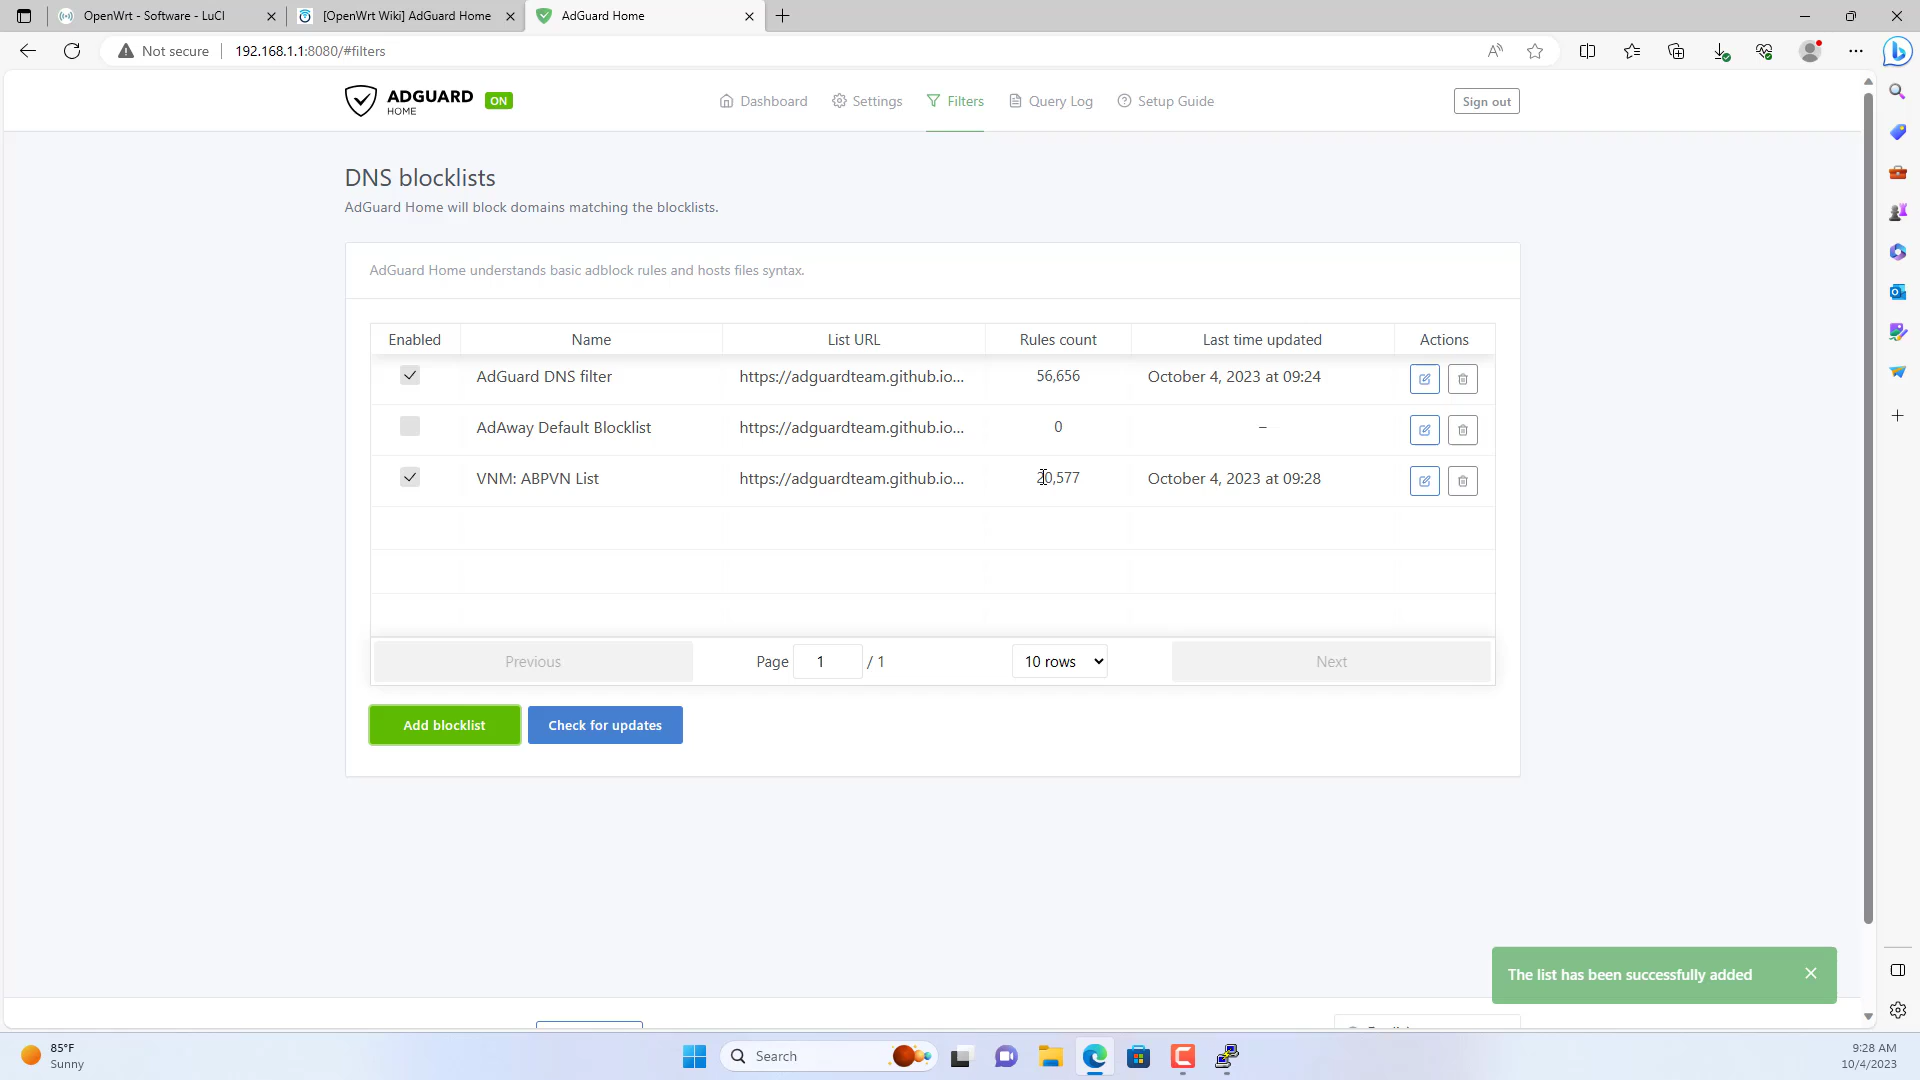 OpenWrt - Software - LuCI
[OpenWrt Wiki] AdGuard Home
AdGuard Home
Not secure
192.168.1.1:8080/#filters
ADGUARD
HOME
ON
Dashboard
Settings
Filters
Query Log
Setup Guide
Sign out
DNS blocklists
AdGuard Home will block domains matching the blocklists.
AdGuard Home understands basic adblock rules and hosts files syntax.
Enabled Name List URL Rules count Last time updated Actions
AdGuard DNS filter https://adguardteam.github.io... 56,656 October 4, 2023 at 09:24
AdAway Default Blocklist https://adguardteam.github.io... 0 –
VNM: ABPVN List https://adguardteam.github.io... 20,577 October 4, 2023 at 09:28
Previous Page 1 / 1 10 rows Next
Add blocklist
Check for updates
The list has been successfully added
85°F
Sunny
Search
9:28 AM
10/4/2023